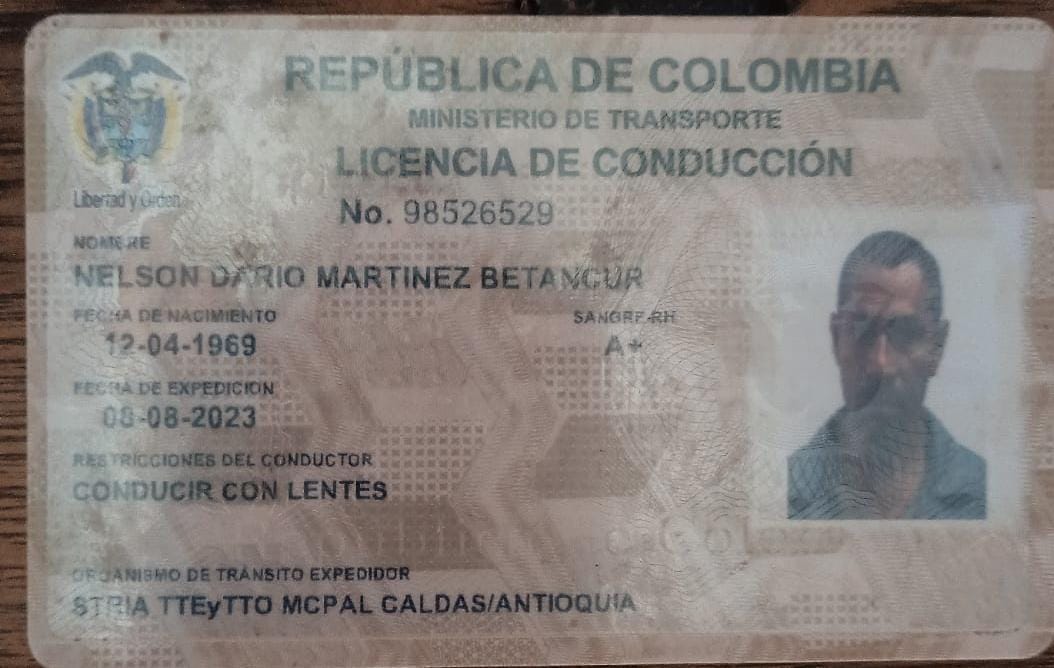 REPÚBLICA DE COLOMBIA
MINISTERIO DE TRANSPORTE
LICENCIA DE CONDUCCIÓN
Libertad y Orden
No. 98526529
NOMBRE
NELSON DARIO MARTINEZ BETANCUR
FECHA DE NACIMIENTO SANGRE-RH
12-04-1969 A+
FECHA DE EXPEDICION
08-08-2023
RESTRICCIONES DEL CONDUCTOR
CONDUCIR CON LENTES
ORGANISMO DE TRÁNSITO EXPEDIDOR
STRIA TTEyTTO MCPAL CALDAS/ANTIOQUIA